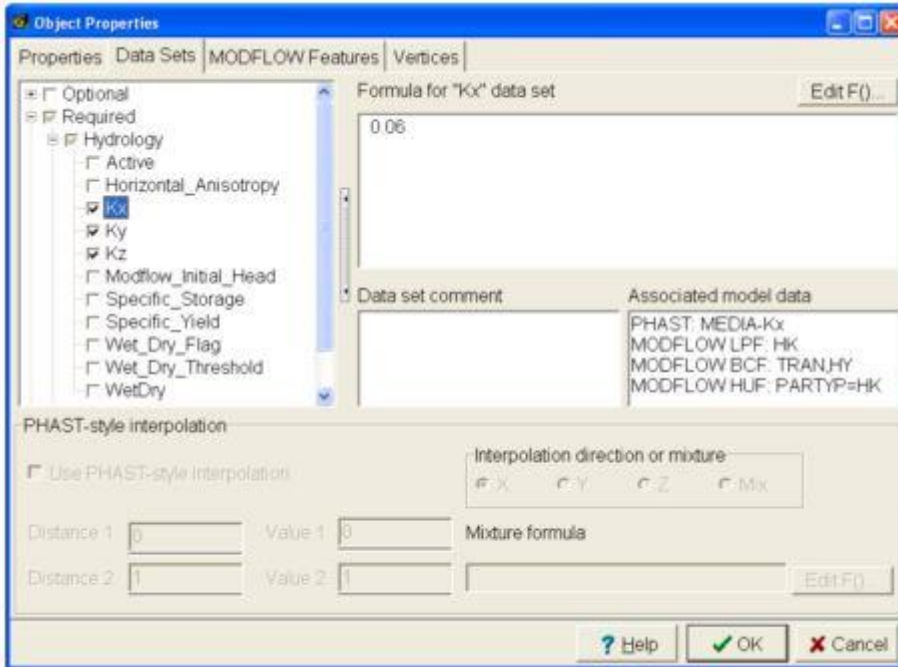 Object Properties
Properties Data Sets MODFLOW Features Vertices
Optional
Required
Hydrology
Active
Horizontal_Anisotropy
Kx
Ky
Kz
Modflow_Initial_Head
Specific_Storage
Specific_Yield
Wet_Dry_Flag
Wet_Dry_Threshold
WetDry
Formula for "Kx" data set
Edit F()...
0.06
Data set comment
Associated model data
PHAST: MEDIA-Kx
MODFLOW LPF: HK
MODFLOW BCF: TRAN,HY
MODFLOW HUF: PARTYP=HK
PHAST-style interpolation
Use PHAST-style interpolation
Interpolation direction or mixture
X Y Z Mix
Distance 1 0 Value 1 0 Mixture formula
Distance 2 1 Value 2 1 Edit F()...
? Help OK Cancel